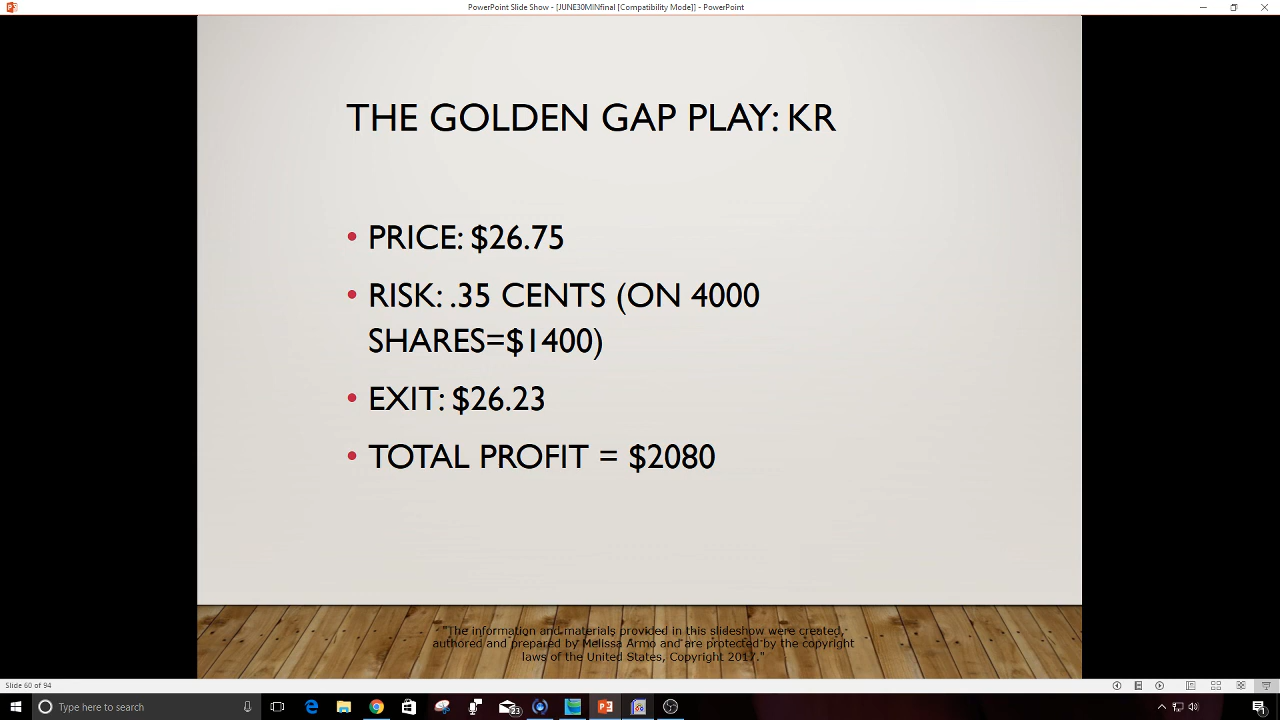 PowerPoint Slide Show - [JUNE30MINfinal [Compatibility Mode]] - PowerPoint
THE GOLDEN GAP PLAY: KR
• PRICE: $26.75
• RISK: .35 CENTS (ON 4000
SHARES=$1400)
• EXIT: $26.23
• TOTAL PROFIT = $2080
"The information and materials provided in this slideshow were created,
authored and prepared by Melissa Armo and are protected by the copyright
laws of the United States, Copyright 2017."
Slide 60 of 94
Type here to search
23